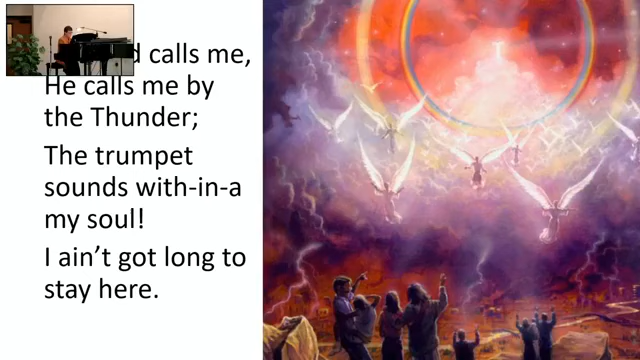 calls me,
He calls me by
the Thunder;
The trumpet
sounds with-in-a
my soul!
I ain't got long to
stay here.